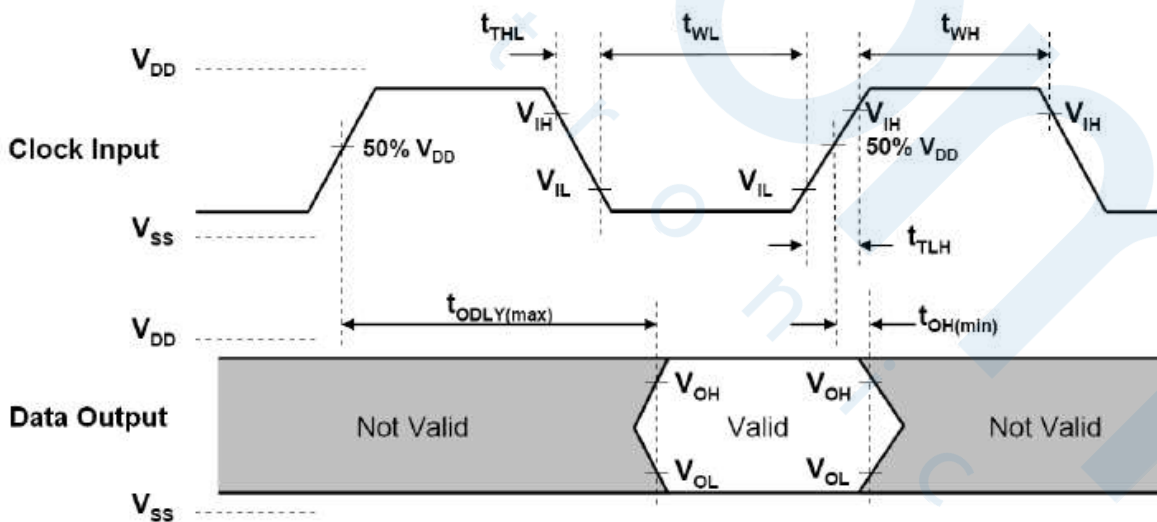 t_THL t_WL t_WH
V_DD
V_IH V_IH V_IH
Clock Input 50% V_DD 50% V_DD
V_IL V_IL
V_SS
t_TLH
t_ODLY(max) t_OH(min)
V_DD
V_OH V_OH
Data Output Not Valid Valid Not Valid
V_OL V_OL
V_SS
t r o n i c